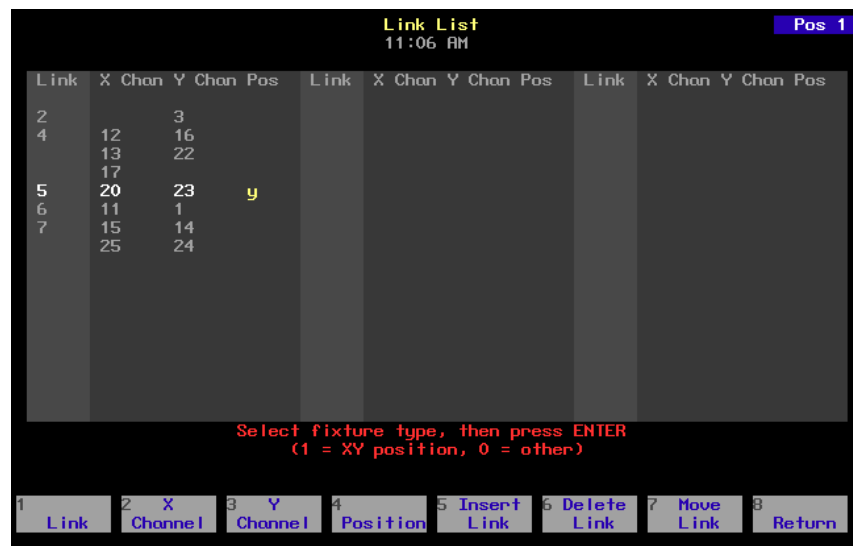 Link List
Pos 1
11:06 AM
Link X Chan Y Chan Pos Link X Chan Y Chan Pos Link X Chan Y Chan Pos
2 3
4 12 16
13 22
17
5 20 23 y
6 11 1
7 15 14
25 24
Select fixture type, then press ENTER
(1 = XY position, 0 = other)
1 Link
2 X Channel
3 Y Channel
4 Position
5 Insert Link
6 Delete Link
7 Move Link
8 Return